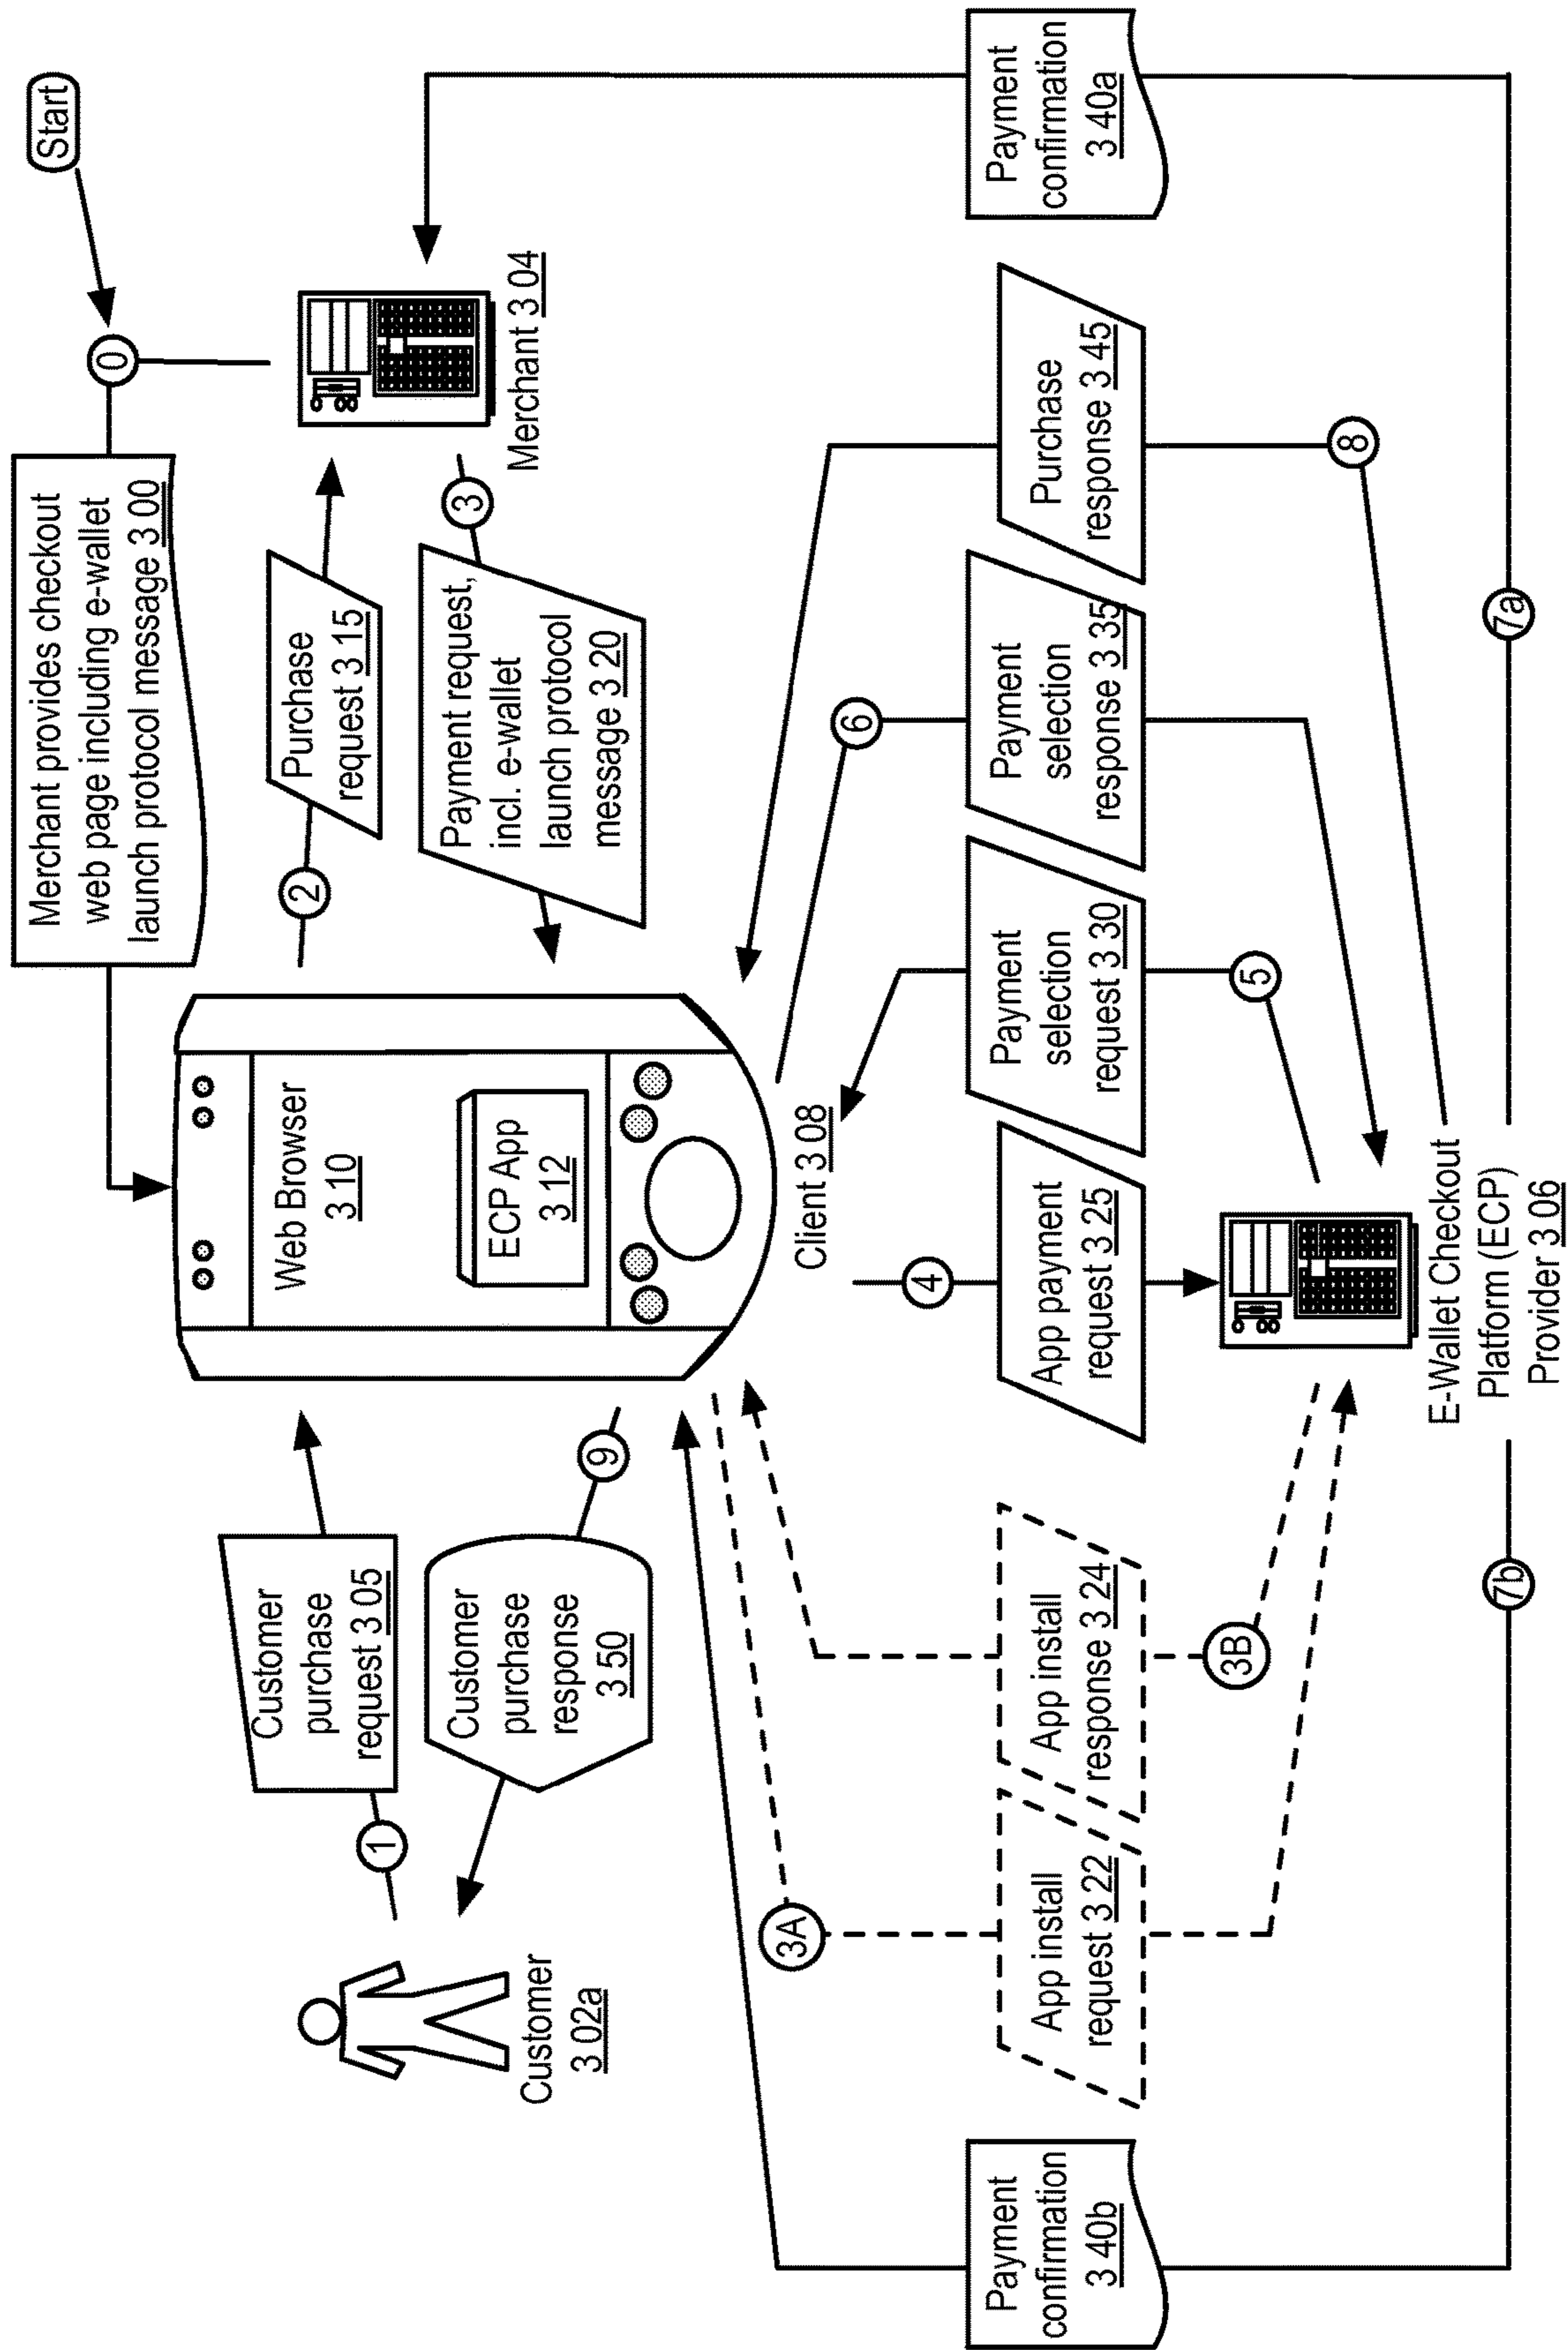 Start
0
Merchant provides checkout
web page including e-wallet
launch protocol message 3 00
Customer
3 02a
1
Customer
purchase
request 3 05
Web Browser
3 10
ECP App
3 12
Client 3 08
2
Purchase
request 3 15
Merchant 3 04
3
Payment request,
incl. e-wallet
launch protocol
message 3 20
9
Customer
purchase
response
3 50
3A
App install
request 3 22
3B
App install
response 3 24
4
App payment
request 3 25
5
Payment
selection
request 3 30
6
Payment
selection
response 3 35
8
Purchase
response 3 45
Payment
confirmation
3 40b
Payment
confirmation
3 40a
E-Wallet Checkout
Platform (ECP)
Provider 3 06
7b
7a